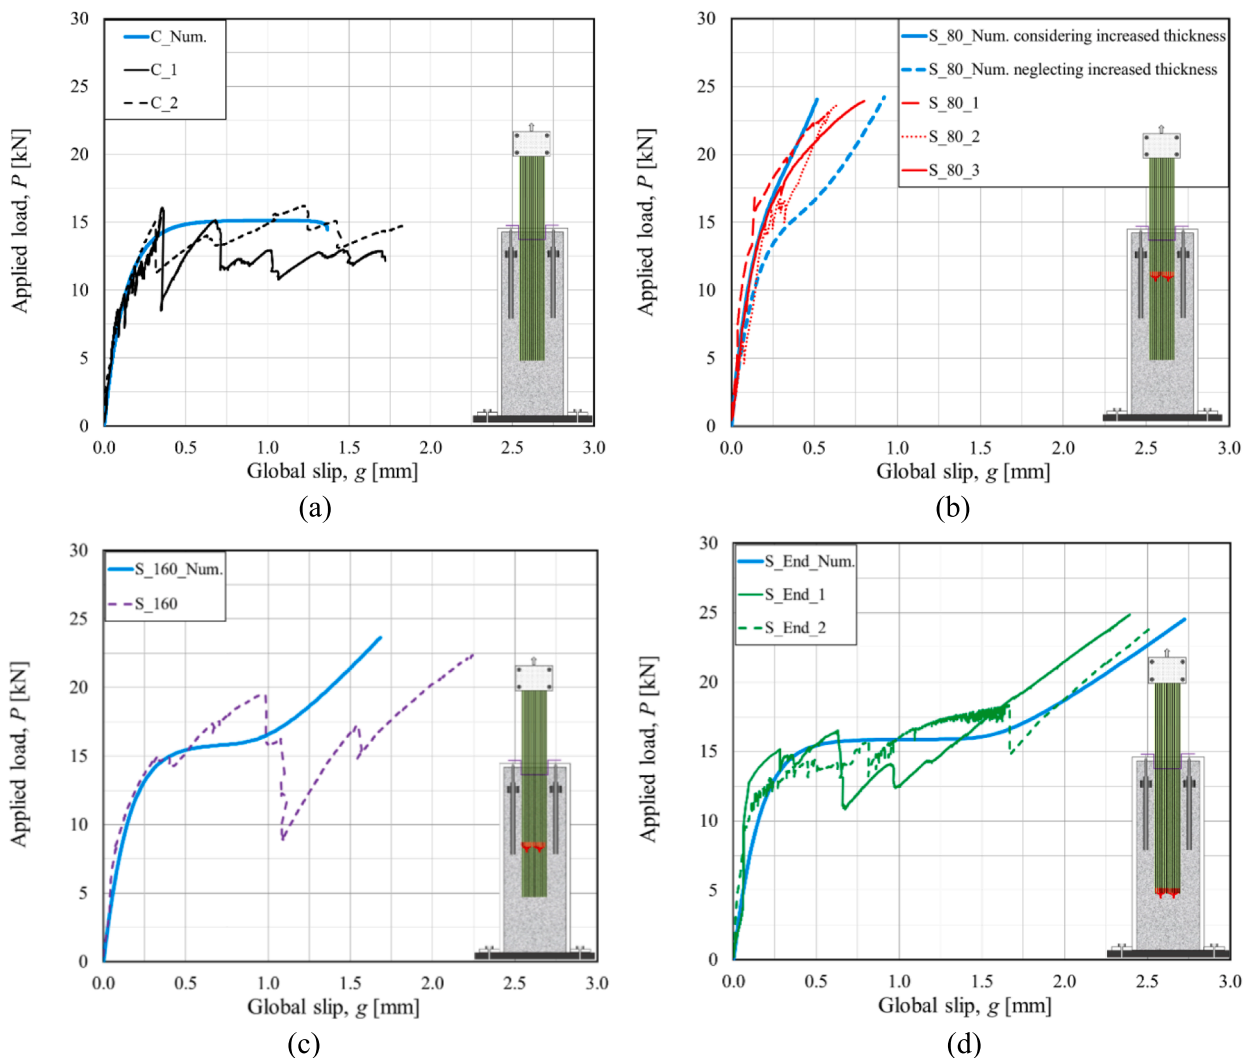 C_Num.
C_1
C_2
Applied load, P [kN]
30
25
20
15
10
5
0
0.0 0.5 1.0 1.5 2.0 2.5 3.0
Global slip, g [mm]
(a)
S_80_Num. considering increased thickness
S_80_Num. neglecting increased thickness
S_80_1
S_80_2
S_80_3
Applied load, P [kN]
30
25
20
15
10
5
0
0.0 0.5 1.0 1.5 2.0 2.5 3.0
Global slip, g [mm]
(b)
S_160_Num.
S_160
Applied load, P [kN]
30
25
20
15
10
5
0
0.0 0.5 1.0 1.5 2.0 2.5 3.0
Global slip, g [mm]
(c)
S_End_Num.
S_End_1
S_End_2
Applied load, P [kN]
30
25
20
15
10
5
0
0.0 0.5 1.0 1.5 2.0 2.5 3.0
Global slip, g [mm]
(d)